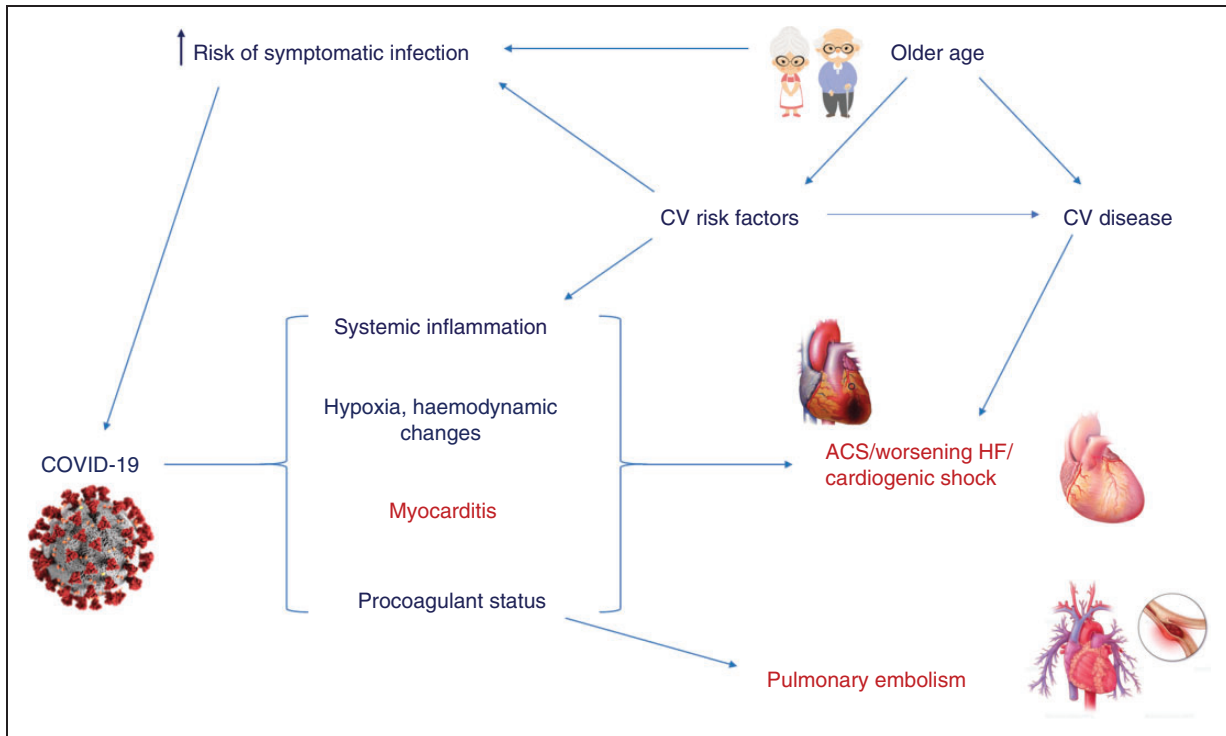 Risk of symptomatic infection
Older age
CV risk factors
CV disease
Systemic inflammation
Hypoxia, haemodynamic
changes
COVID-19
Myocarditis
Procoagulant status
ACS/worsening HF/
cardiogenic shock
Pulmonary embolism